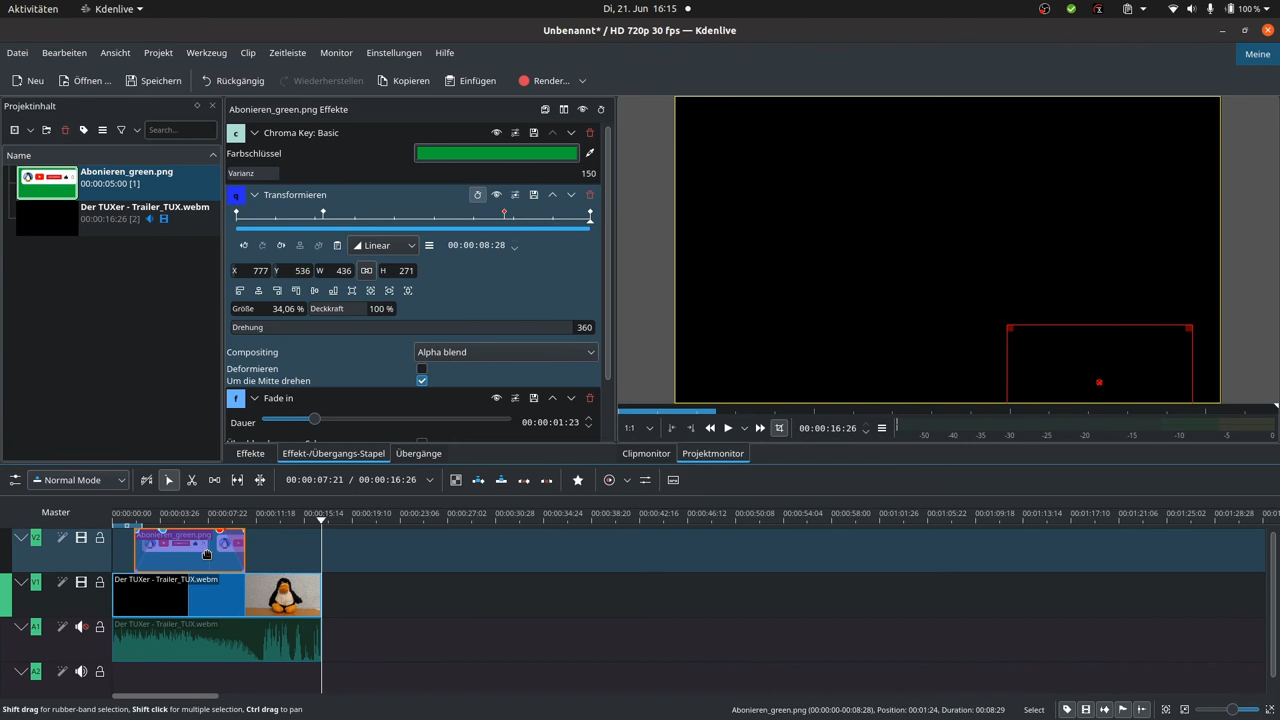 Aktivitäten Kdenlive Di, 21. Jun 16:15 100 %
Unbenannt* / HD 720p 30 fps — Kdenlive
Datei Bearbeiten Ansicht Projekt Werkzeug Clip Zeitleiste Monitor Einstellungen Hilfe Meine
Neu Öffnen ... Speichern Rückgängig Wiederherstellen Kopieren Einfügen Render...
Projektinhalt
Search...
Name
Abonieren_green.png
00:00:05:00 [1]
Der TUXer - Trailer_TUX.webm
00:00:16:26 [2]
Abonieren_green.png Effekte
c Chroma Key: Basic
Farbschlüssel
Varianz 150
q Transformieren
Linear 00:00:08:28
X 777 Y 536 W 436 H 271
Größe 34,06 % Deckkraft 100 %
Drehung 360
Compositing Alpha blend
Deformieren
Um die Mitte drehen
f Fade in
Dauer 00:00:01:23
1:1 00:00:16:26 -50 -40 -30 -20 -10 0
Effekte Effekt-/Übergangs-Stapel Übergänge Clipmonitor Projektmonitor
Normal Mode 00:00:07:21 / 00:00:16:26
Master 00:00:00:00 00:00:03:26 00:00:07:22 00:00:11:18 00:00:15:14 00:00:19:10 00:00:23:06 00:00:27:02 00:00:30:28 00:00:34:24 00:00:38:20 00:00:42:16 00:00:46:12 00:00:50:08 00:00:54:04 00:00:58:00 00:01:01:28 00:01:05:24 00:01:09:20 00:01:13:16 00:01:17:12 00:01:21:08 00:01:25:04 00:01:28:28
V2 Abonieren_green.png
V1 Der TUXer - Trailer_TUX.webm
A1 Der TUXer - Trailer_TUX.webm
A2
Shift drag for rubber-band selection, Shift click for multiple selection, Ctrl drag to pan Abonieren_green.png (00:00:00:00-00:00:08:28), Position: 00:01:24, Duration: 00:08:29 Select